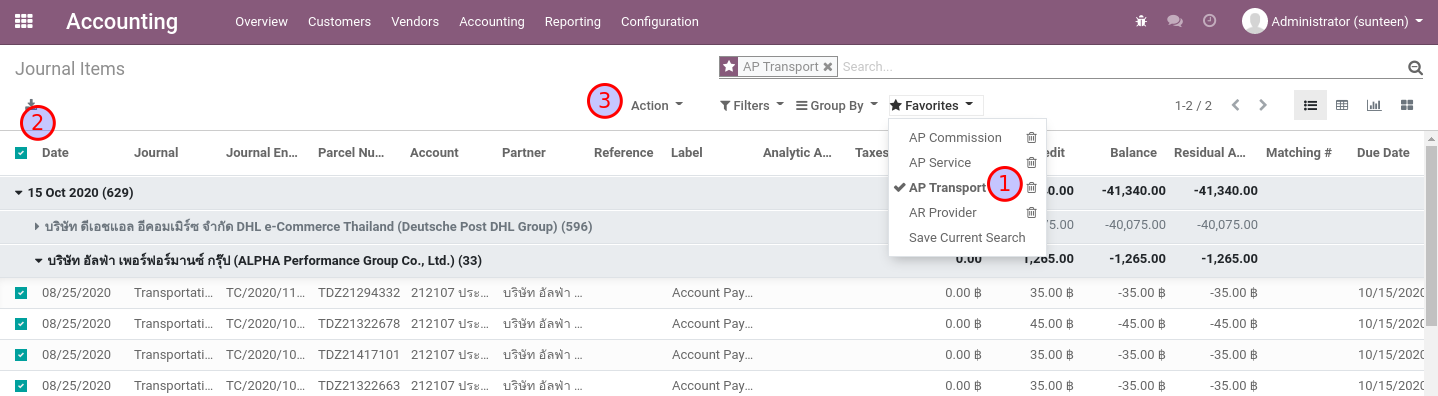 Accounting Overview Customers Vendors Accounting Reporting Configuration Administrator (sunteen)
Journal Items AP Transport Search...
3 Action Filters Group By Favorites 1-2 / 2
2
AP Commission
Date Journal Journal En... Parcel Nu... Account Partner Reference Label Analytic A... Taxes edit Balance Residual A... Matching # Due Date
AP Service
AP Transport 1
15 Oct 2020 (629) -41,340.00 -41,340.00
AR Provider
บริษัท ดีเอชแอล อีคอมเมิร์ซ จำกัด DHL e-Commerce Thailand (Deutsche Post DHL Group) (596) -40,075.00 -40,075.00
Save Current Search
บริษัท อัลฟ่า เพอร์ฟอร์มานซ์ กรุ๊ป (ALPHA Performance Group Co., Ltd.) (33) 0.00 1,265.00 -1,265.00 -1,265.00
08/25/2020 Transportati... TC/2020/11... TDZ21294332 212107 ประ... บริษัท อัลฟ่า ... Account Pay... 0.00 ฿ 35.00 ฿ -35.00 ฿ -35.00 ฿ 10/15/2020
08/25/2020 Transportati... TC/2020/10... TDZ21322678 212107 ประ... บริษัท อัลฟ่า ... Account Pay... 0.00 ฿ 45.00 ฿ -45.00 ฿ -45.00 ฿ 10/15/2020
08/25/2020 Transportati... TC/2020/10... TDZ21417101 212107 ประ... บริษัท อัลฟ่า ... Account Pay... 0.00 ฿ 35.00 ฿ -35.00 ฿ -35.00 ฿ 10/15/2020
08/25/2020 Transportati... TC/2020/10... TDZ21322663 212107 ประ... บริษัท อัลฟ่า ... Account Pay... 0.00 ฿ 35.00 ฿ -35.00 ฿ -35.00 ฿ 10/15/2020